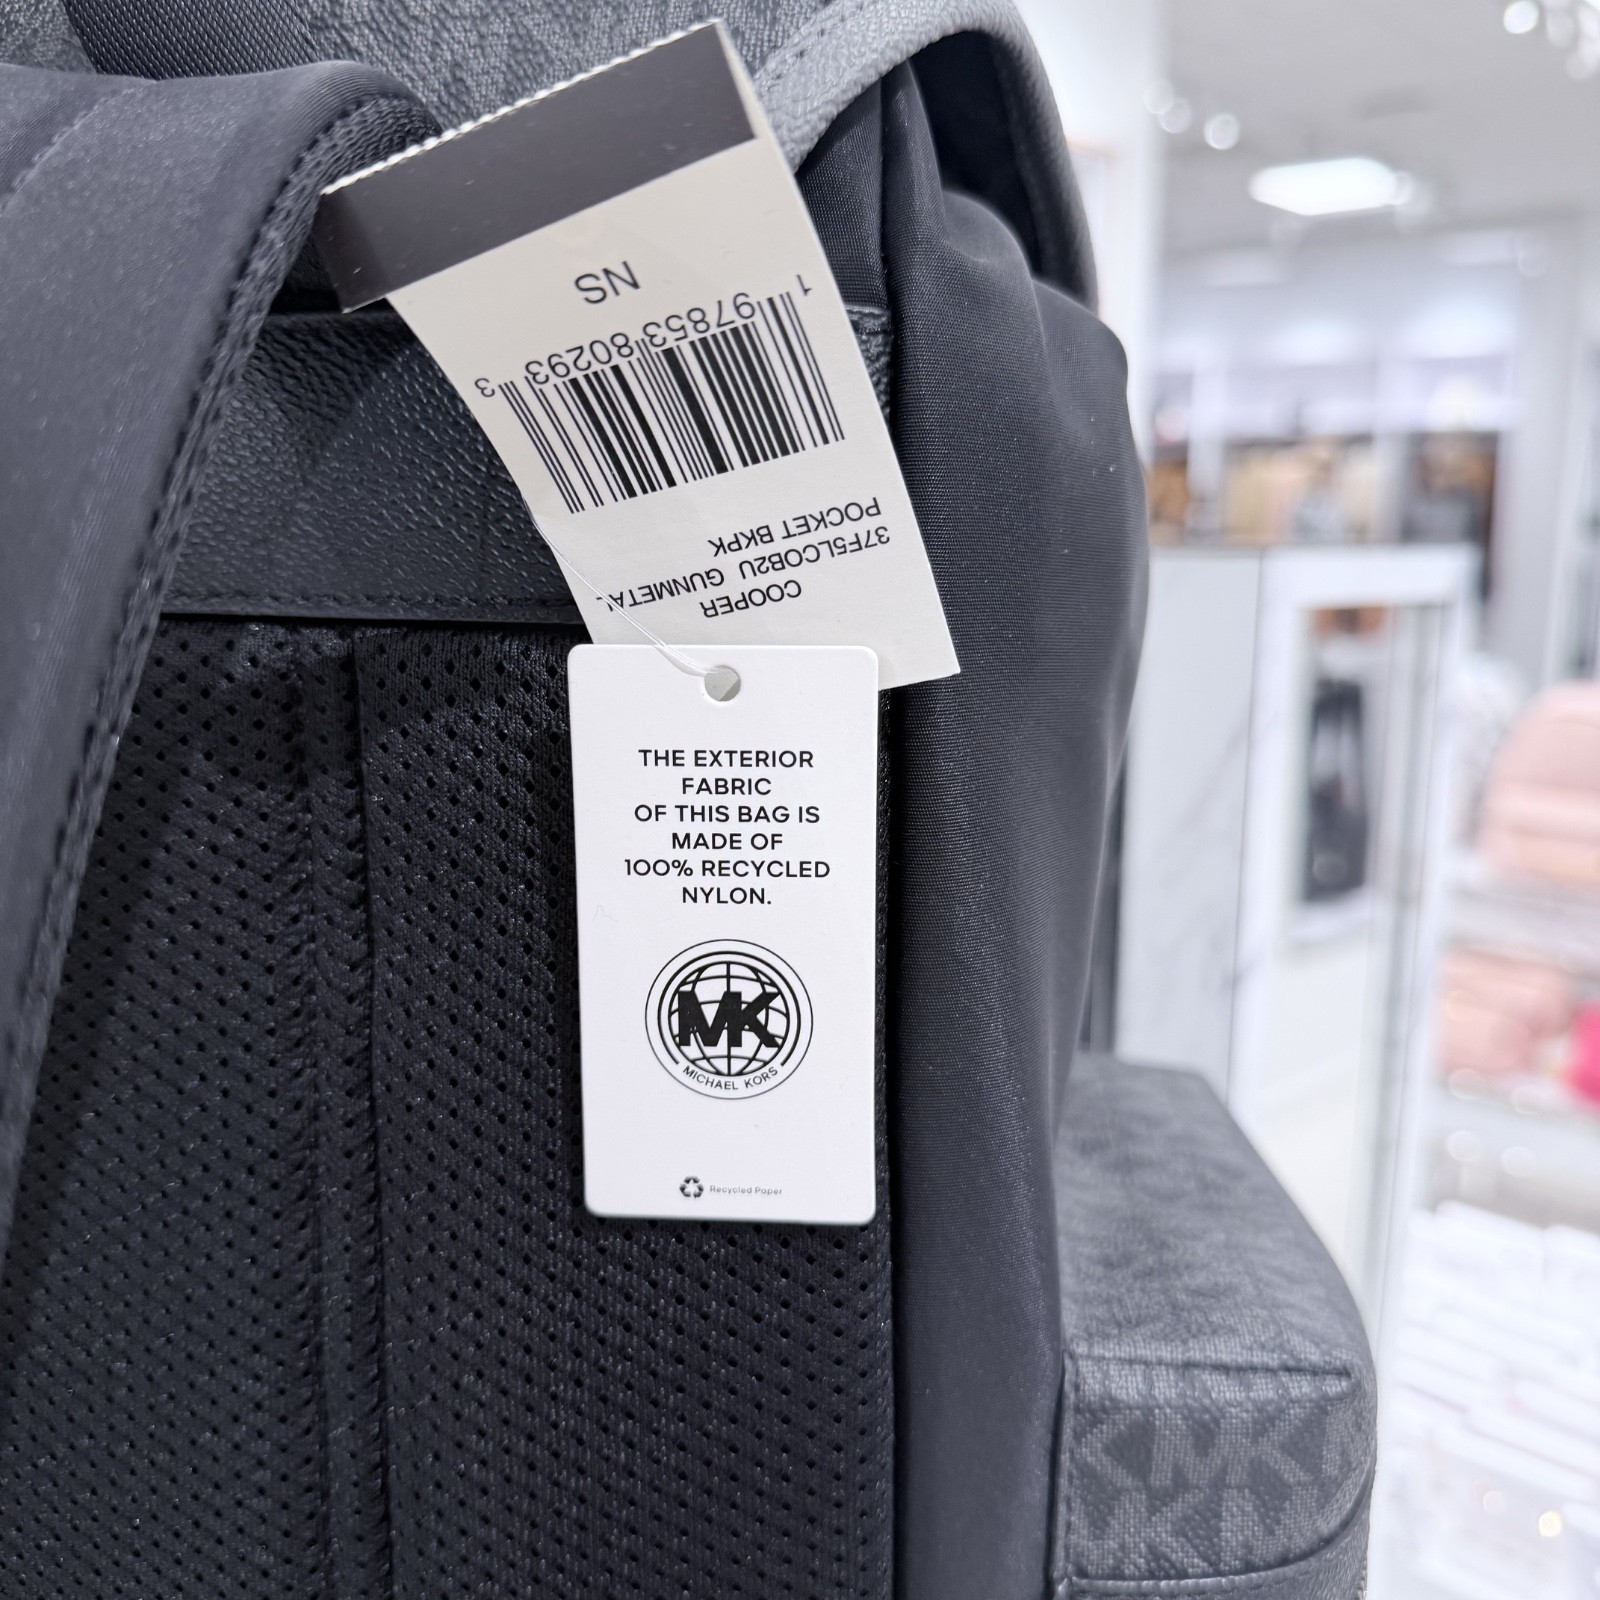 COOPER
37F5LCOB2U GUNMETAL
POCKET BKPK
1 97853 80293 3
NS
THE EXTERIOR
FABRIC
OF THIS BAG IS
MADE OF
100% RECYCLED
NYLON.
MK
MICHAEL KORS
Recycled Paper
MK